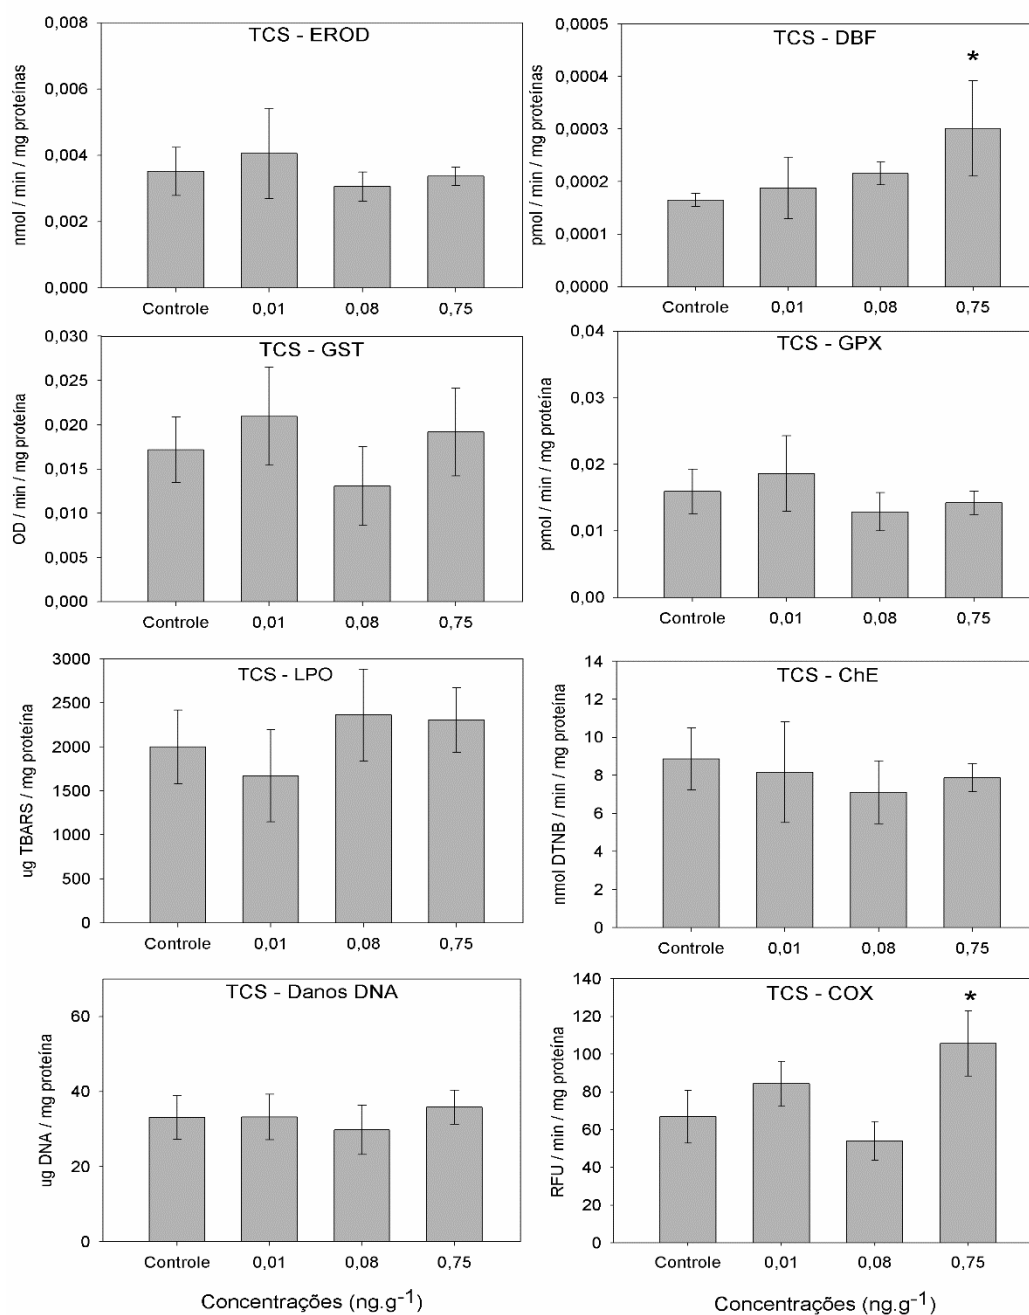 TCS - EROD
nmol / min / mg proteínas
0,008
0,006
0,004
0,002
0,000
Controle 0,01 0,08 0,75
TCS - DBF
pmol / min / mg proteínas
0,0005
0,0004
0,0003
0,0002
0,0001
0,0000
*
Controle 0,01 0,08 0,75
TCS - GST
OD / min / mg proteína
0,030
0,025
0,020
0,015
0,010
0,005
0,000
Controle 0,01 0,08 0,75
TCS - GPX
pmol / min / mg proteína
0,04
0,03
0,02
0,01
0,00
Controle 0,01 0,08 0,75
TCS - LPO
ug TBARS / mg proteína
3000
2500
2000
1500
1000
500
0
Controle 0,01 0,08 0,75
TCS - ChE
nmol DTNB / min / mg proteína
14
12
10
8
6
4
2
0
Controle 0,01 0,08 0,75
TCS - Danos DNA
ug DNA / mg proteína
60
40
20
0
Controle 0,01 0,08 0,75
Concentrações (ng.g⁻¹)
TCS - COX
RFU / min / mg proteína
140
120
100
80
60
40
20
0
*
Controle 0,01 0,08 0,75
Concentrações (ng.g⁻¹)